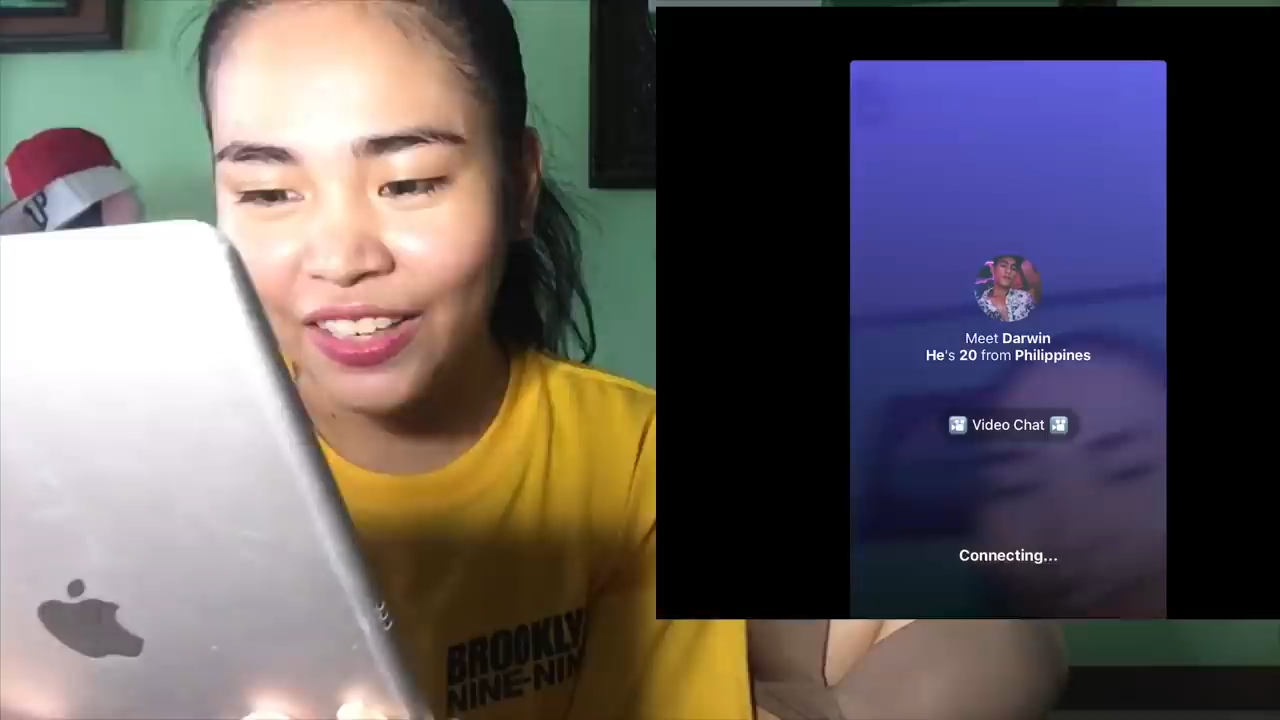 Meet Darwin
He's 20 from Philippines
Video Chat
Connecting...
BROOKLYN
NINE-NINE